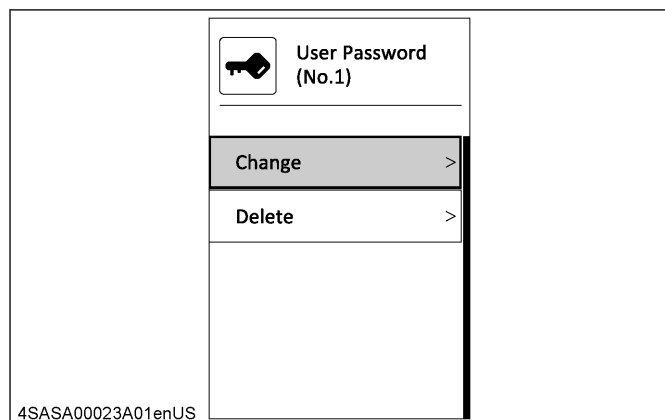 User Password
(No.1)
Change >
Delete >
4SASA00023A01enUS